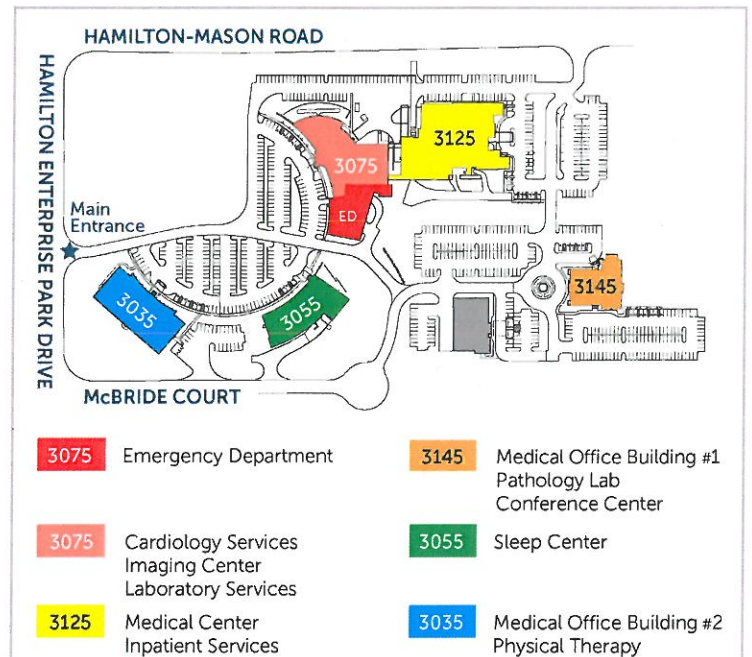 HAMILTON-MASON ROAD
HAMILTON ENTERPRISE PARK DRIVE
3125
3075
ED
Main
Entrance
3145
3035
3055
McBRIDE COURT
3075 Emergency Department
3075 Cardiology Services
Imaging Center
Laboratory Services
3125 Medical Center
Inpatient Services
3145 Medical Office Building #1
Pathology Lab
Conference Center
3055 Sleep Center
3035 Medical Office Building #2
Physical Therapy